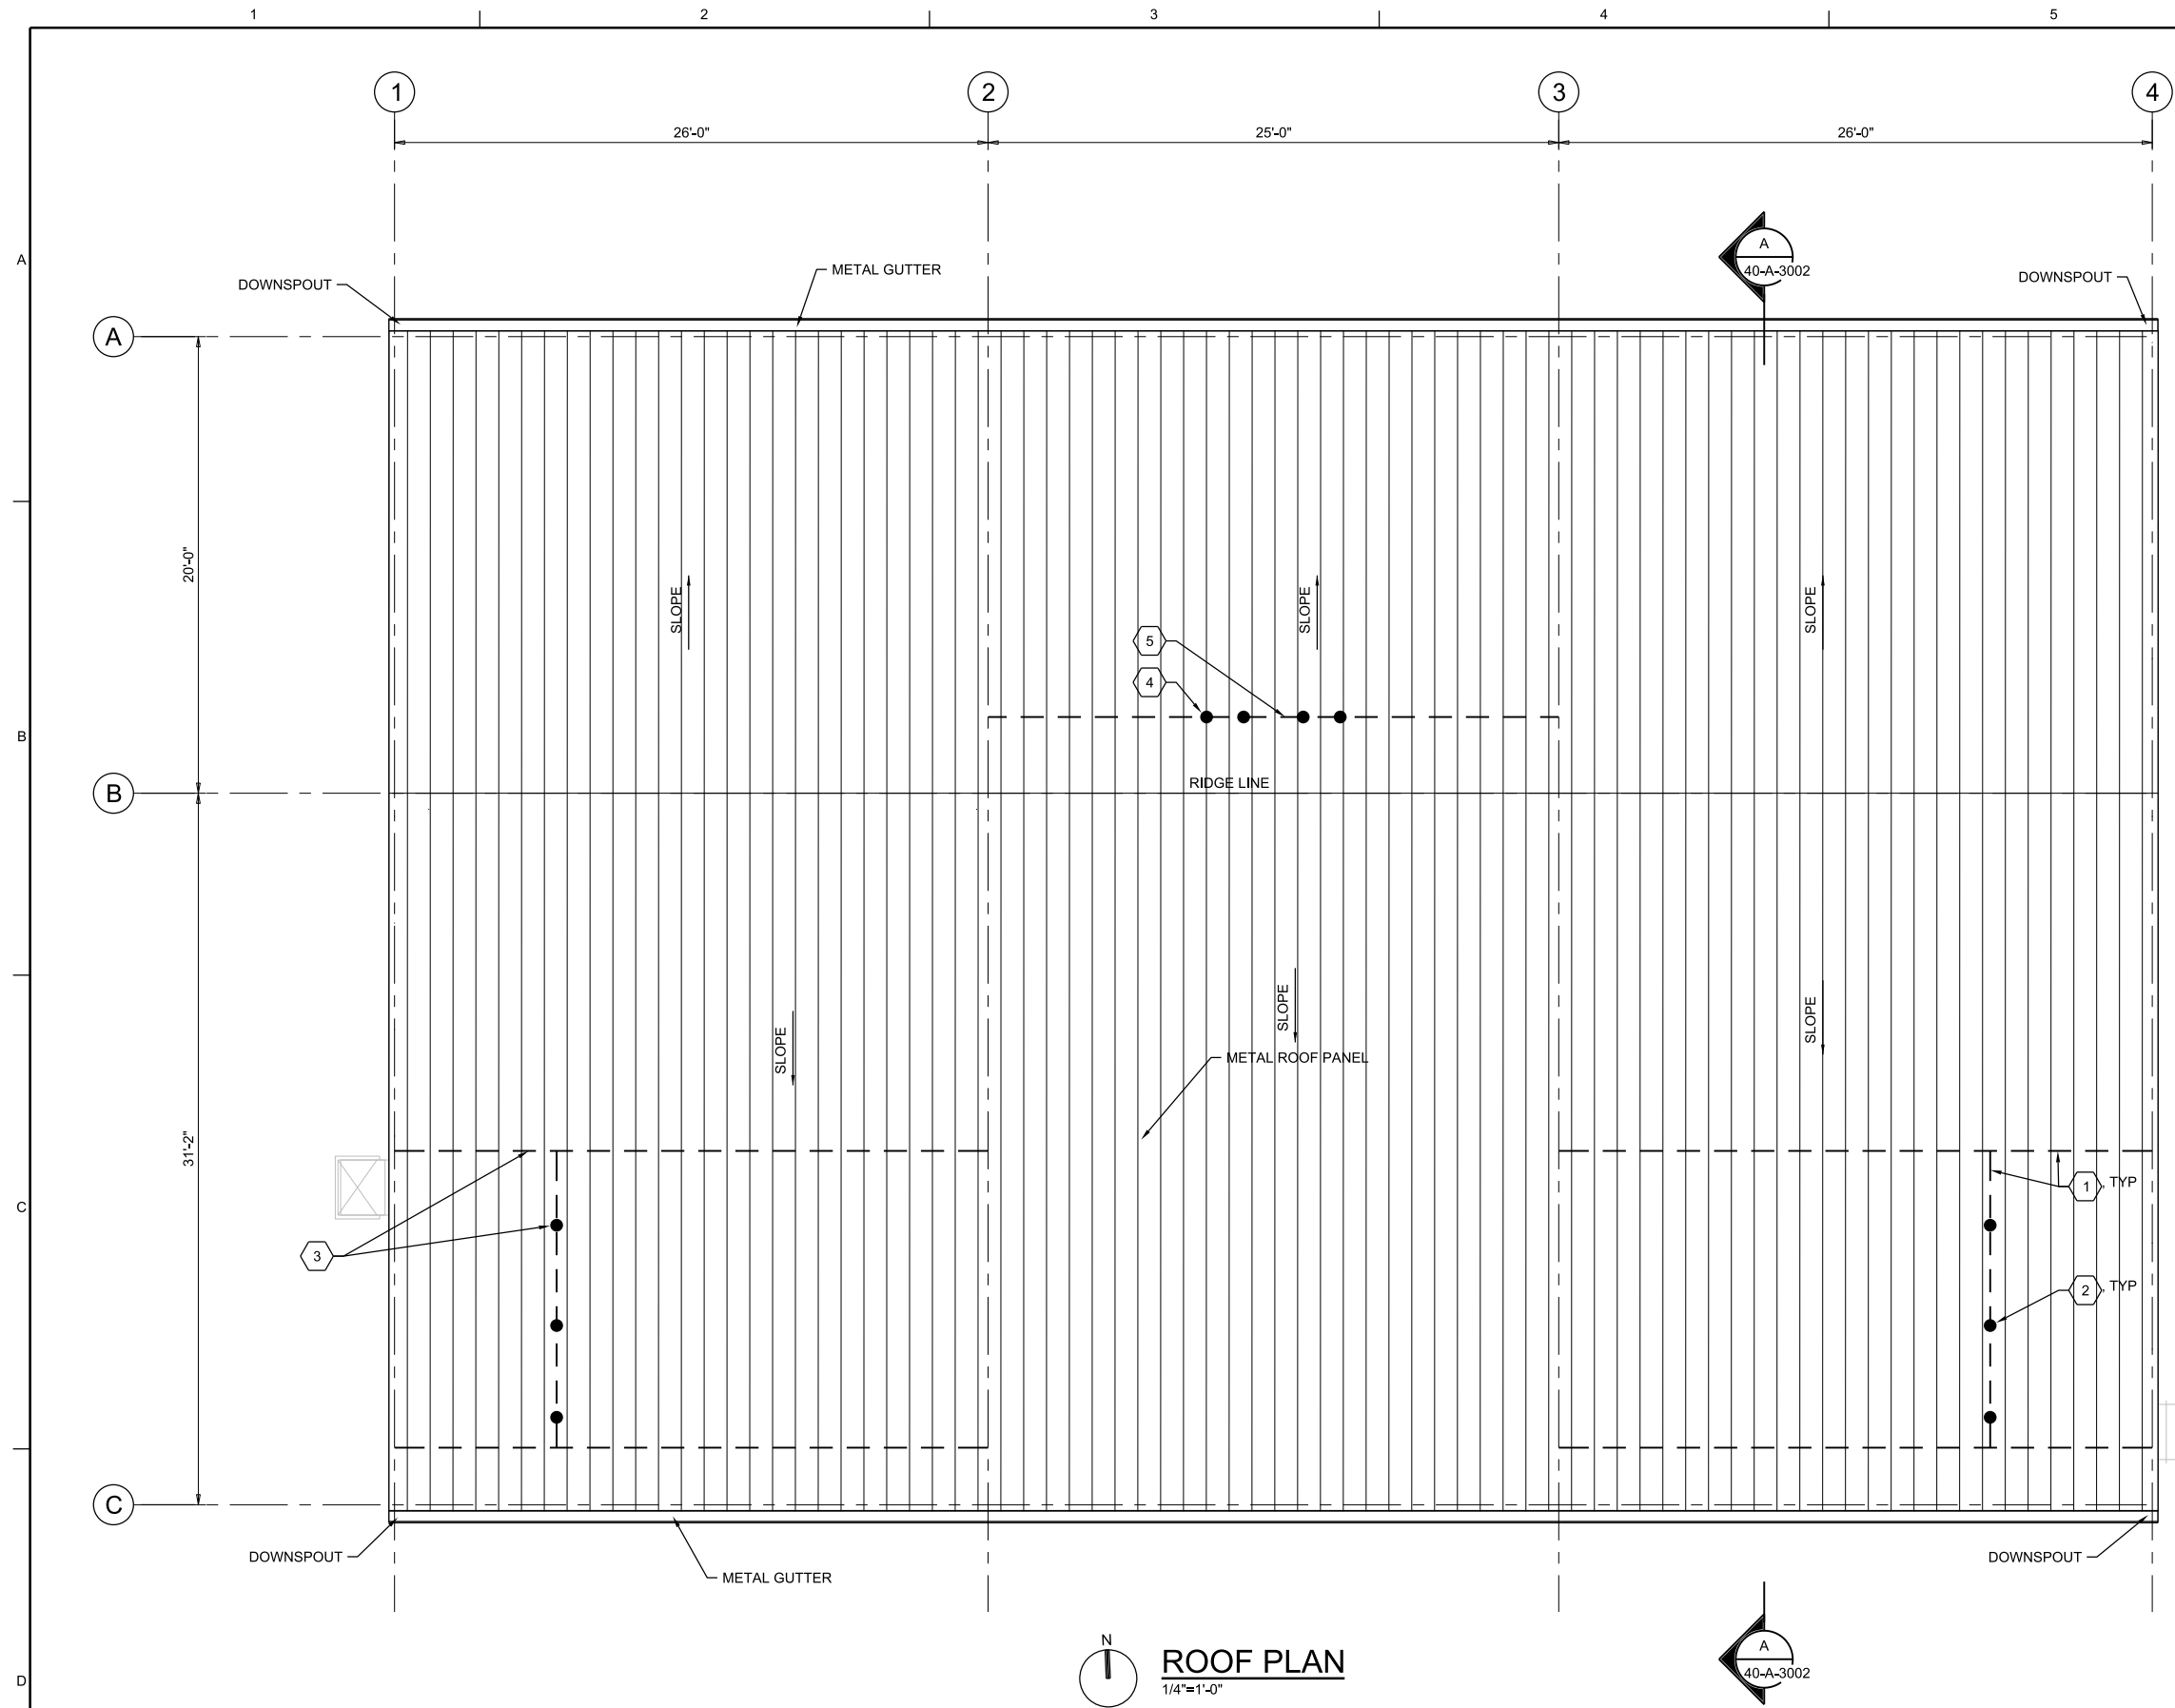 1 2 3 4 5
1 2 3 4
26'-0" 25'-0" 26'-0"
A
A
40-A-3002
METAL GUTTER
DOWNSPOUT
DOWNSPOUT
A
20'-0"
SLOPE
SLOPE
SLOPE
5
4
B
RIDGE LINE
B
SLOPE
SLOPE
SLOPE
METAL ROOF PANEL
31'-2"
C
1 , TYP
3
2 , TYP
C
DOWNSPOUT
DOWNSPOUT
METAL GUTTER
N
ROOF PLAN
1/4"=1'-0"
A
40-A-3002
D